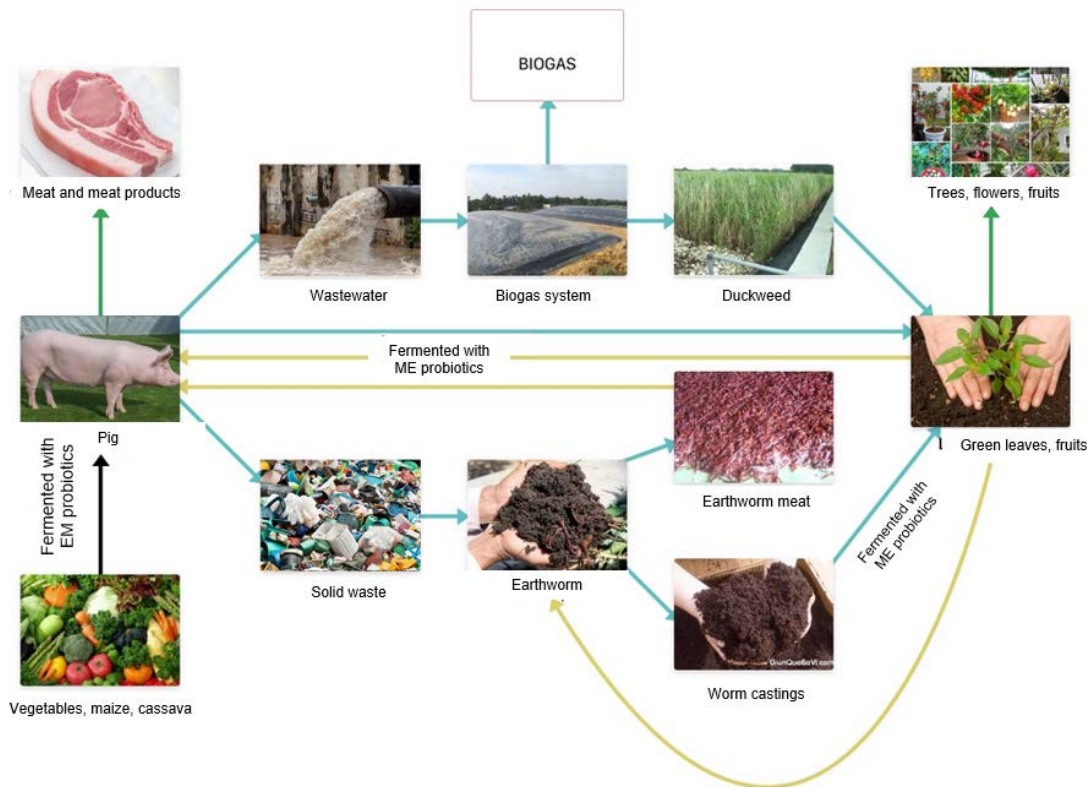 BIOGAS
Meat and meat products
Trees, flowers, fruits
Wastewater
Biogas system
Duckweed
Fermented with
ME probiotics
Pig
Green leaves, fruits
Fermented with
EM probiotics
Earthworm meat
Fermented with
ME probiotics
Solid waste
Earthworm
GiunQueBaVi.com
Worm castings
Vegetables, maize, cassava